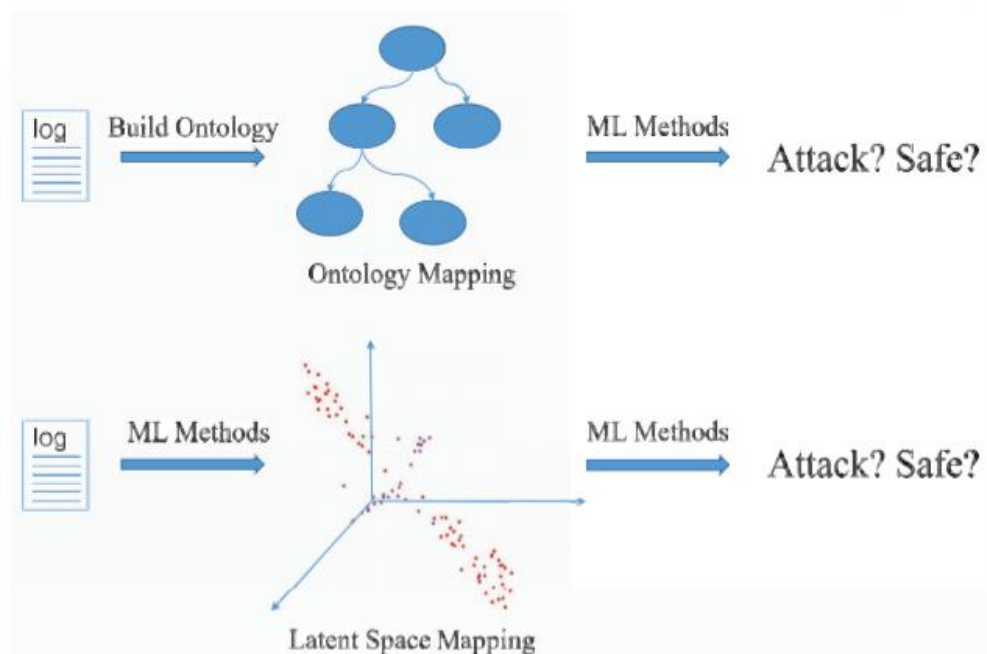 log
Build Ontology
ML Methods
Attack? Safe?
Ontology Mapping
log
ML Methods
ML Methods
Attack? Safe?
Latent Space Mapping